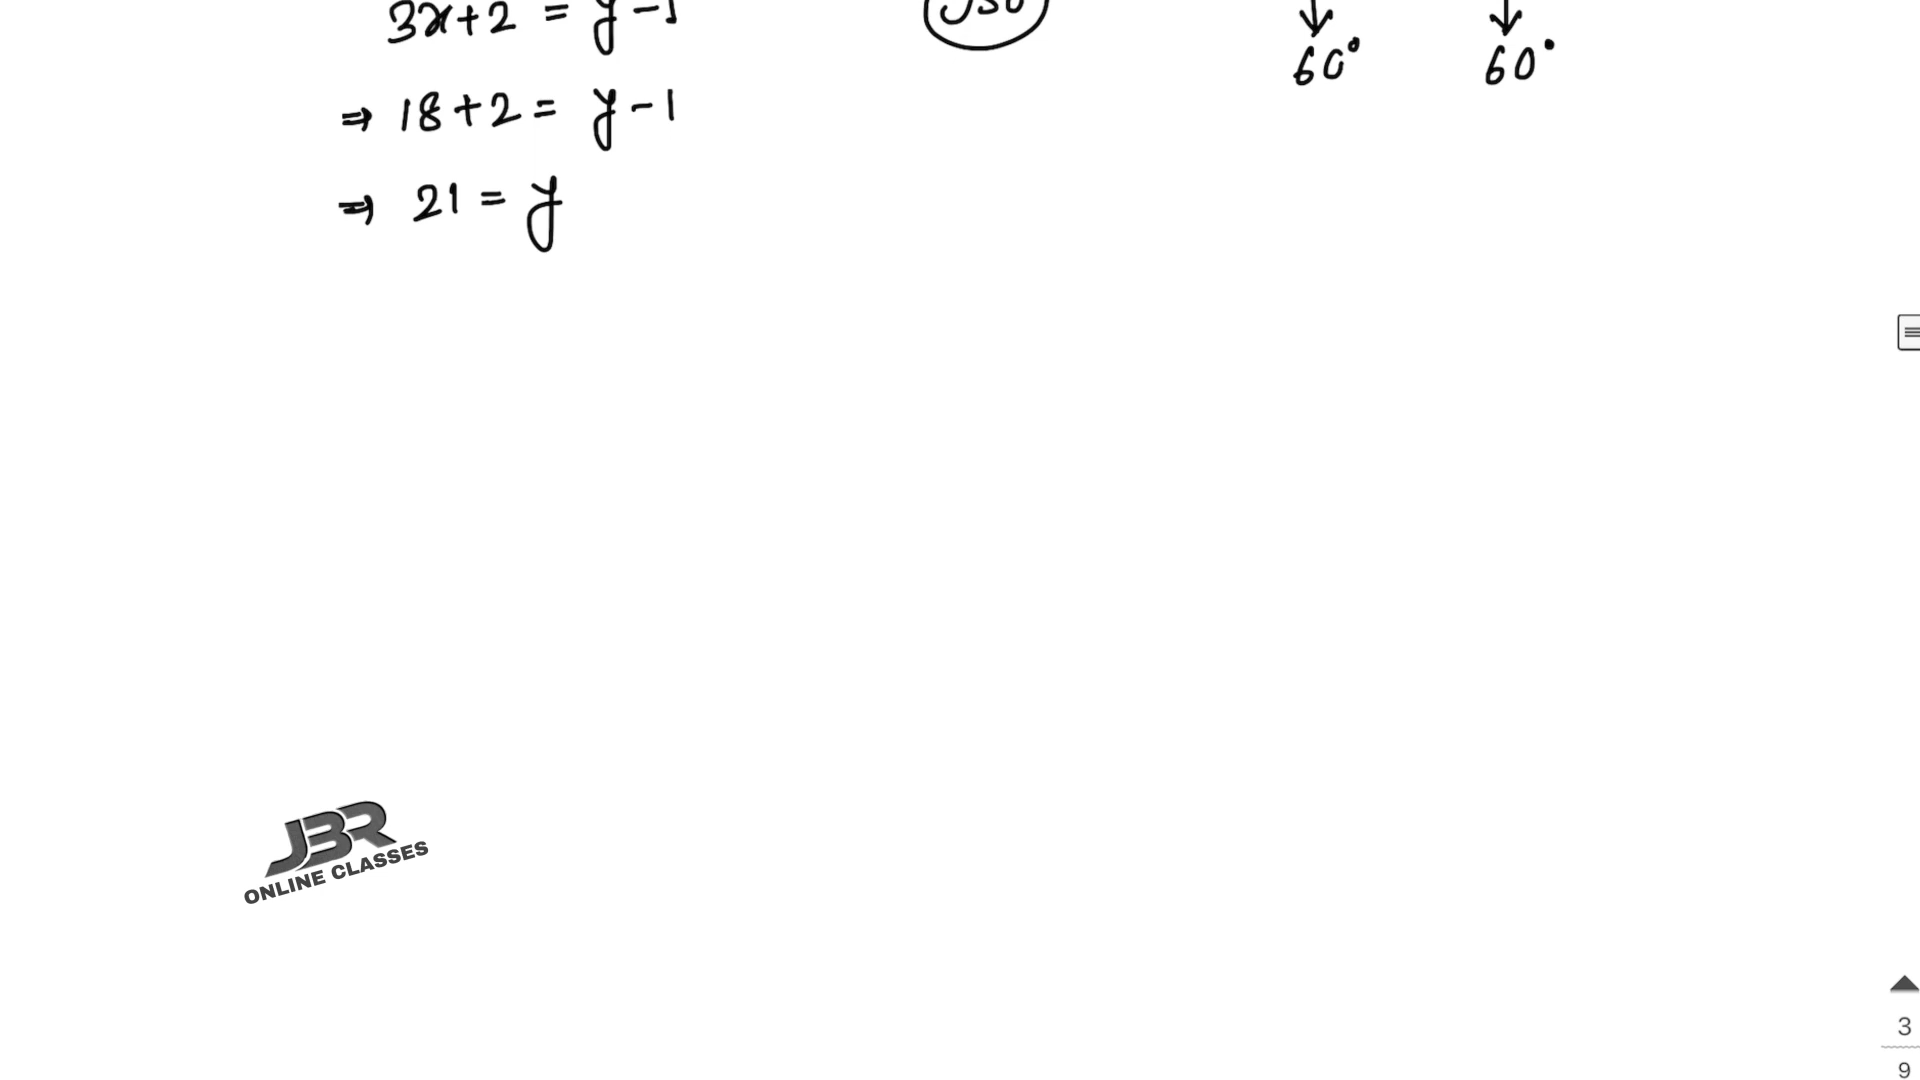 3x+2 = y-1
60° 60°
⇒ 18+2 = y-1
⇒ 21 = y
JBR
ONLINE CLASSES
3
9